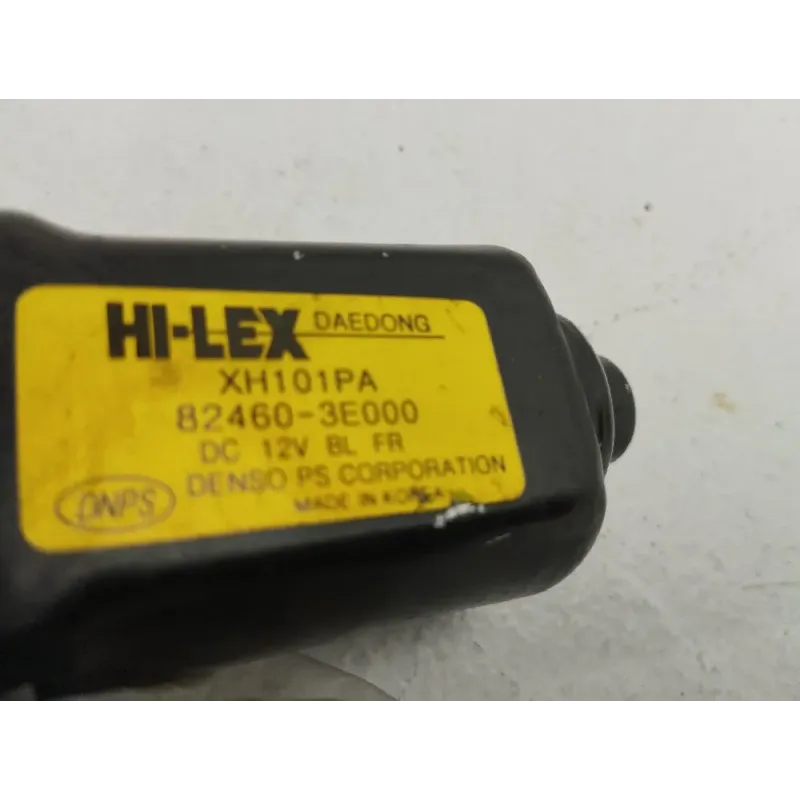 HI-LEX DAEDONG
XH101PA
82460-3E000
DC 12V BL FR
DENSO PS CORPORATION
DNPS MADE IN KOREA